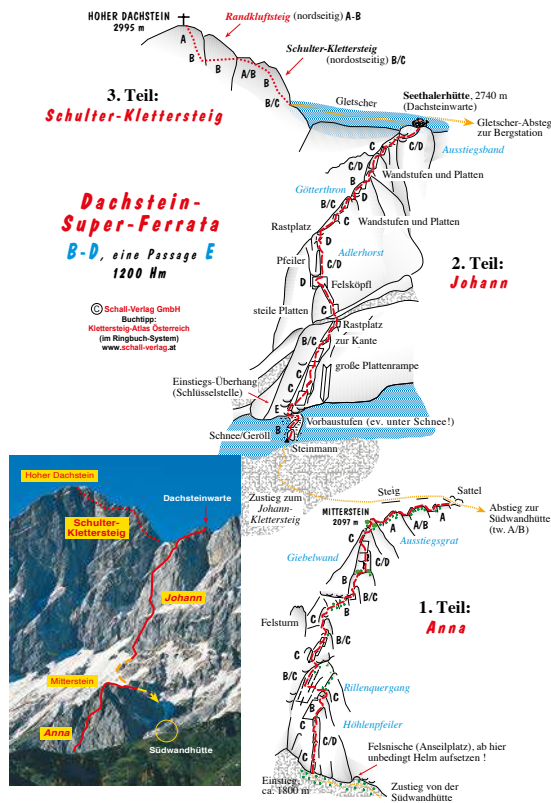 HOHER DACHSTEIN
2995 m
Randkluftsteig
(nordseitig) A-B
Schulter-Klettersteig
(nordostseitig) B/C
A
B
B
A/B
B
B/C
3. Teil:
Schulter-Klettersteig
Gletscher
Seethalerhütte, 2740 m
(Dachsteinwarte)
Gletscher-Abstieg
zur Bergstation
C/D
Ausstiegsband
C
C/D
Wandstufen und Platten
B
Götterthron
D
B/C
C
Wandstufen und Platten
Dachstein-
Super-Ferrata
B-D, eine Passage E
1200 Hm
Rastplatz
D
Adlerhorst
Pfeiler
C/D
2. Teil:
Johann
D
Felsköpfl
© Schall-Verlag GmbH
Buchtipp:
Klettersteig-Atlas Österreich
(im Ringbuch-System)
www.schall-verlag.at
steile Platten
C
Rastplatz
zur Kante
B/C
C
große Plattenrampe
C
Einstiegs-Überhang
(Schlüsselstelle)
C
E
Vorbaustufen (ev. unter Schnee!)
B
Schnee/Geröll
Steinmann
Zustieg zum
Johann-
Klettersteig
Steig
Sattel
MITTERSTEIN
2097 m
A
A/B
A
Abstieg zur
Südwandhütte
(tw. A/B)
Ausstiegsgrat
C
Giebelwand
C/D
B
B/C
B
Felsturm
C
1. Teil:
Anna
B/C
C
B/C
C
Rillenquergang
B
C
Höhlenpfeiler
C
C/D
Felsnische (Anseilplatz), ab hier
unbedingt Helm aufsetzen !
Einstieg
ca. 1800 m
Zustieg von der
Südwandhütte
Hoher Dachstein
Dachsteinwarte
Schulter-
Klettersteig
Johann
Mitterstein
Anna
Südwandhütte